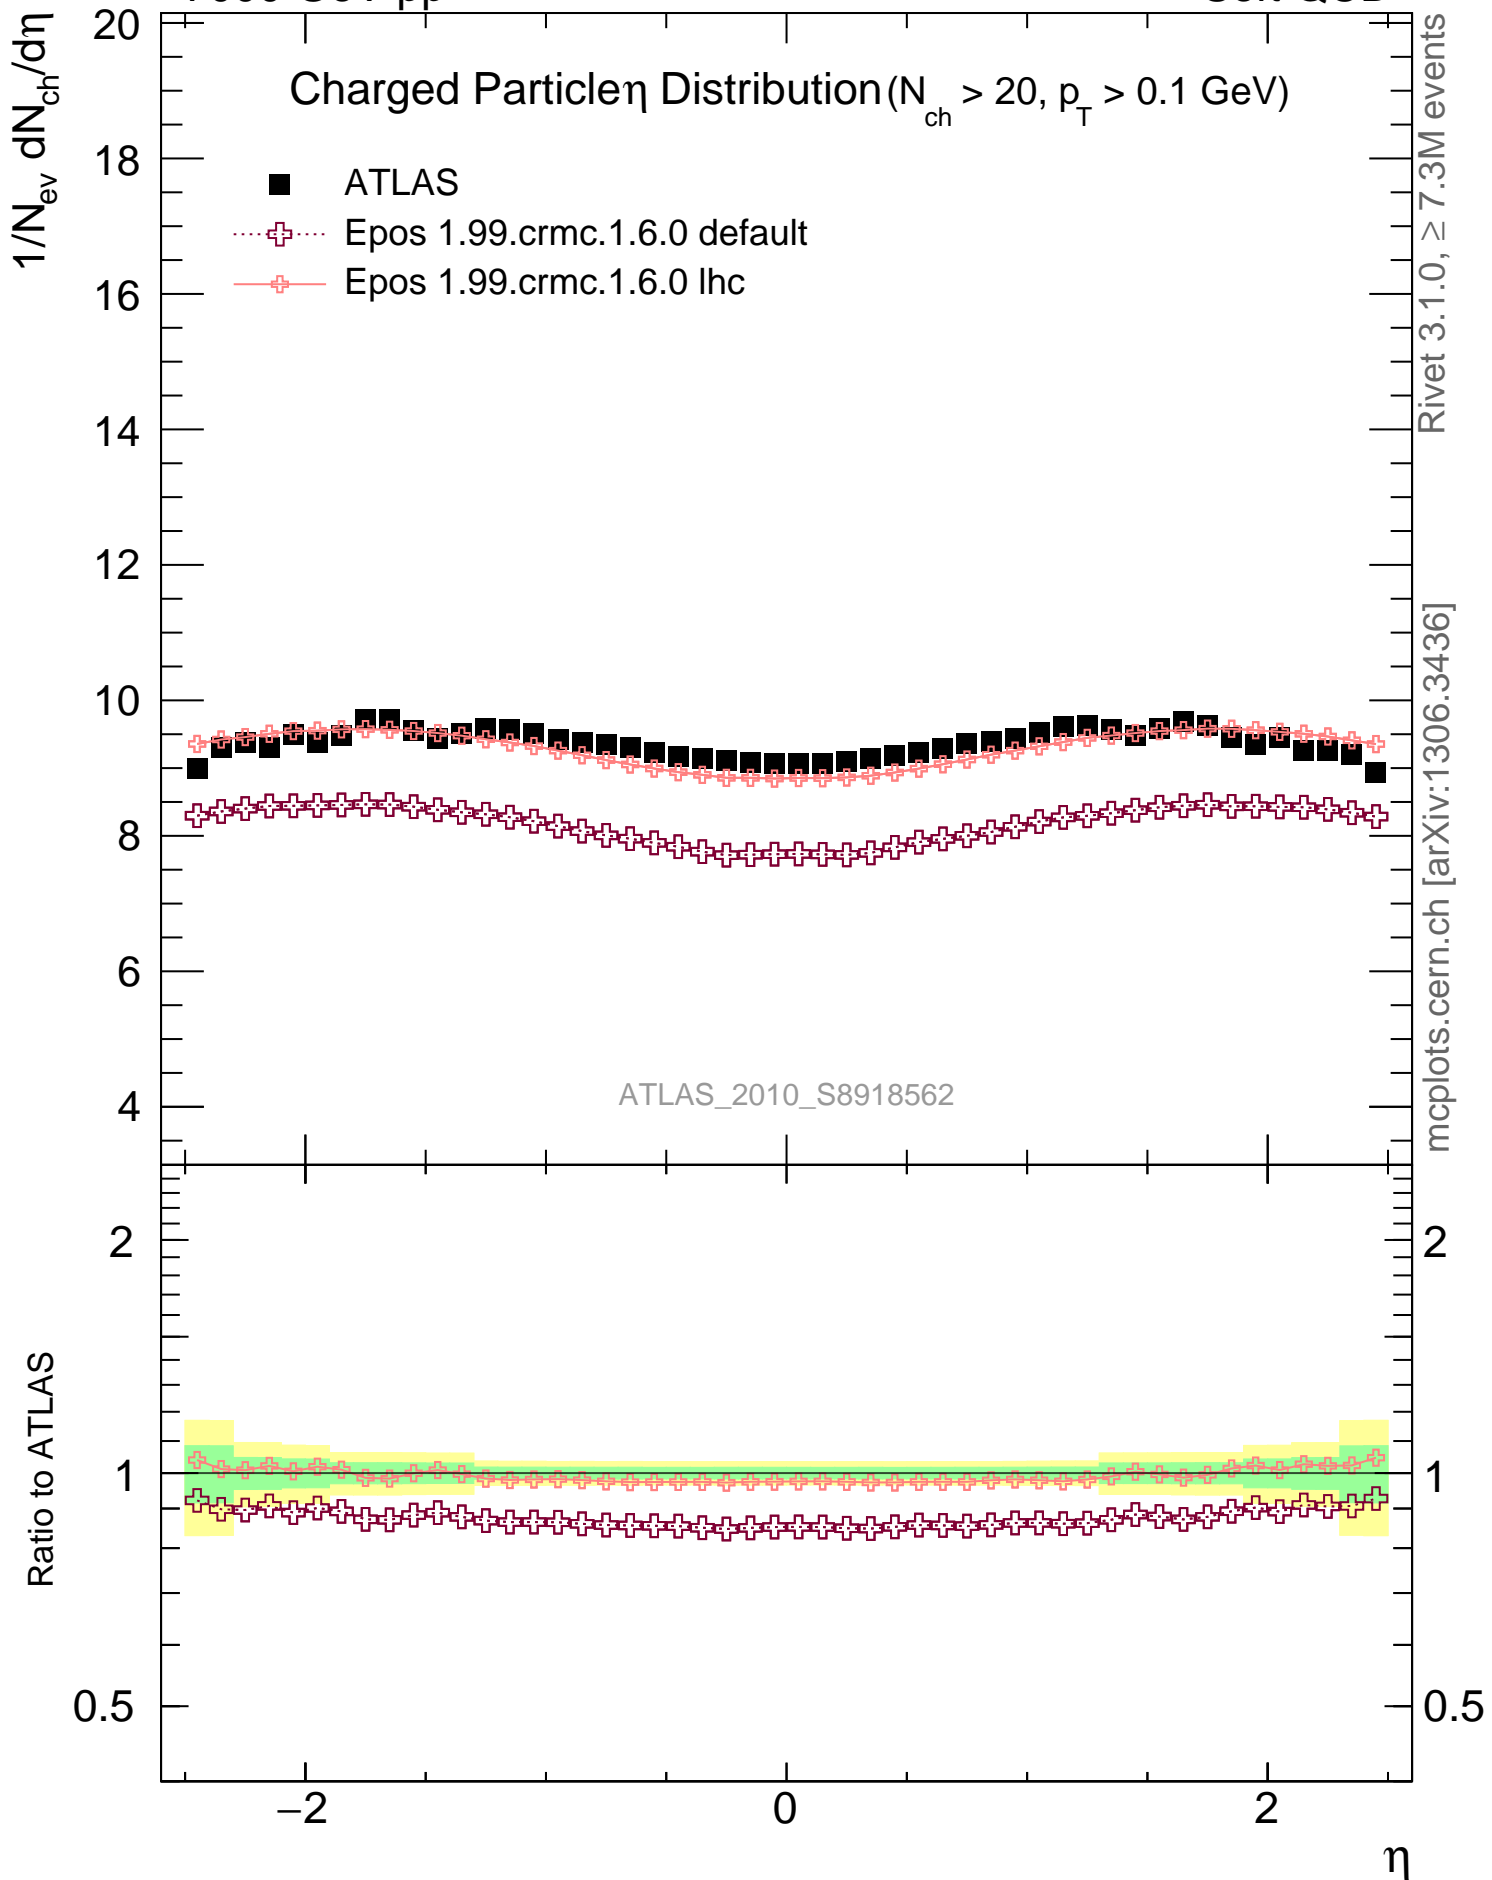 1/N_ev dN_ch/dη
Charged Particleη Distribution (N_ch > 20, p_T > 0.1 GeV)
ATLAS
Epos 1.99.crmc.1.6.0 default
Epos 1.99.crmc.1.6.0 lhc
20
18
16
14
12
10
8
6
4
ATLAS_2010_S8918562
Rivet 3.1.0, ≥ 7.3M events
mcplots.cern.ch [arXiv:1306.3436]
Ratio to ATLAS
2
1
0.5
2
1
0.5
−2
0
2
η